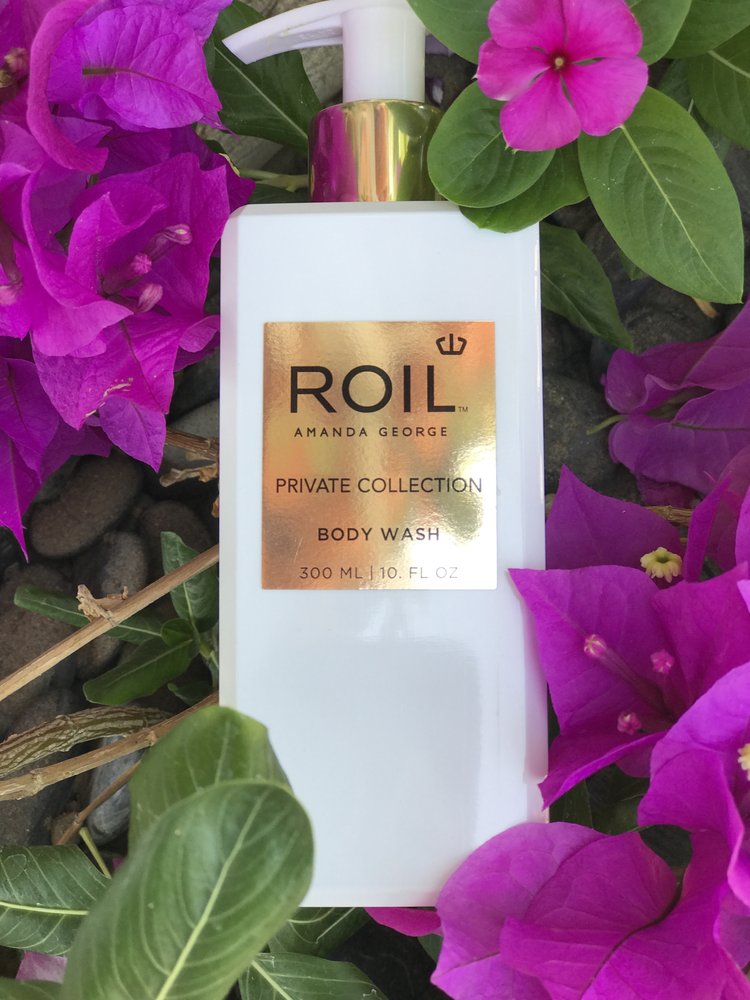 ROIL™
AMANDA GEORGE
PRIVATE COLLECTION
BODY WASH
300 ML | 10. FL OZ